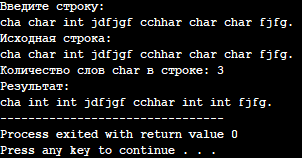 Введите строку:
cha char int jdfjgf cchhar char char fjfg.
Исходная строка:
cha char int jdfjgf cchhar char char fjfg.
Количество слов char в строке: 3
Результат:
cha int int jdfjgf cchhar int int fjfg.
--------------------------------
Process exited with return value 0
Press any key to continue . . .